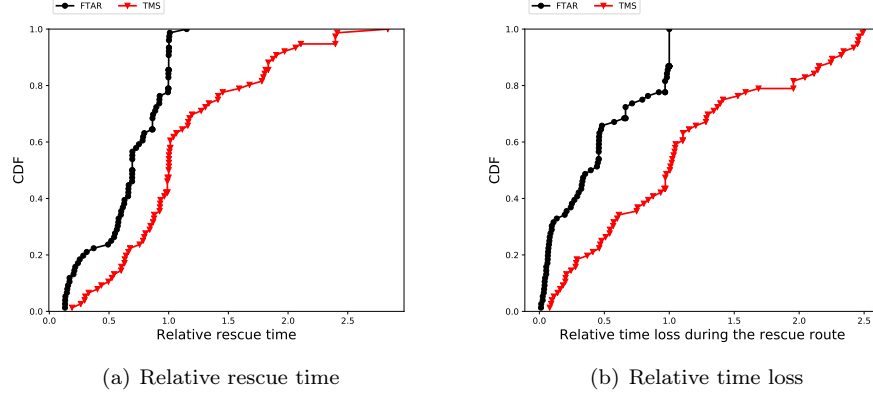 FTAR TMS
1.0
0.8
0.6
0.4
0.2
0.0
CDF
0.0 0.5 1.0 1.5 2.0 2.5
Relative rescue time
(a) Relative rescue time
FTAR TMS
1.0
0.8
0.6
0.4
0.2
0.0
CDF
0.0 0.5 1.0 1.5 2.0 2.5
Relative time loss during the rescue route
(b) Relative time loss